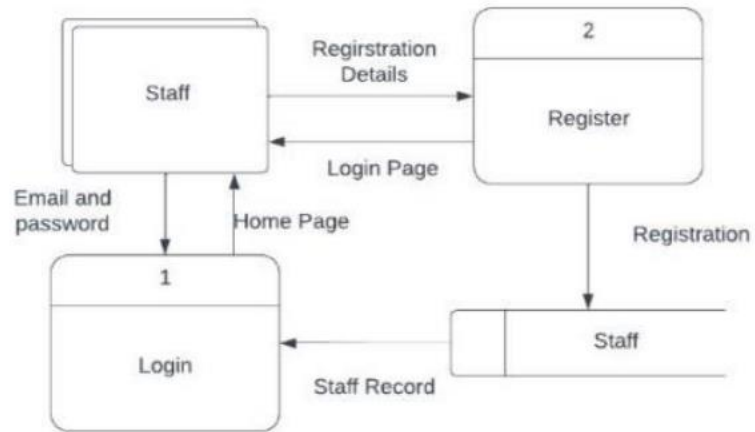 2
Regirstration
Details
Staff
Register
Login Page
Email and
password
Home Page
Registration
1
Staff
Login
Staff Record